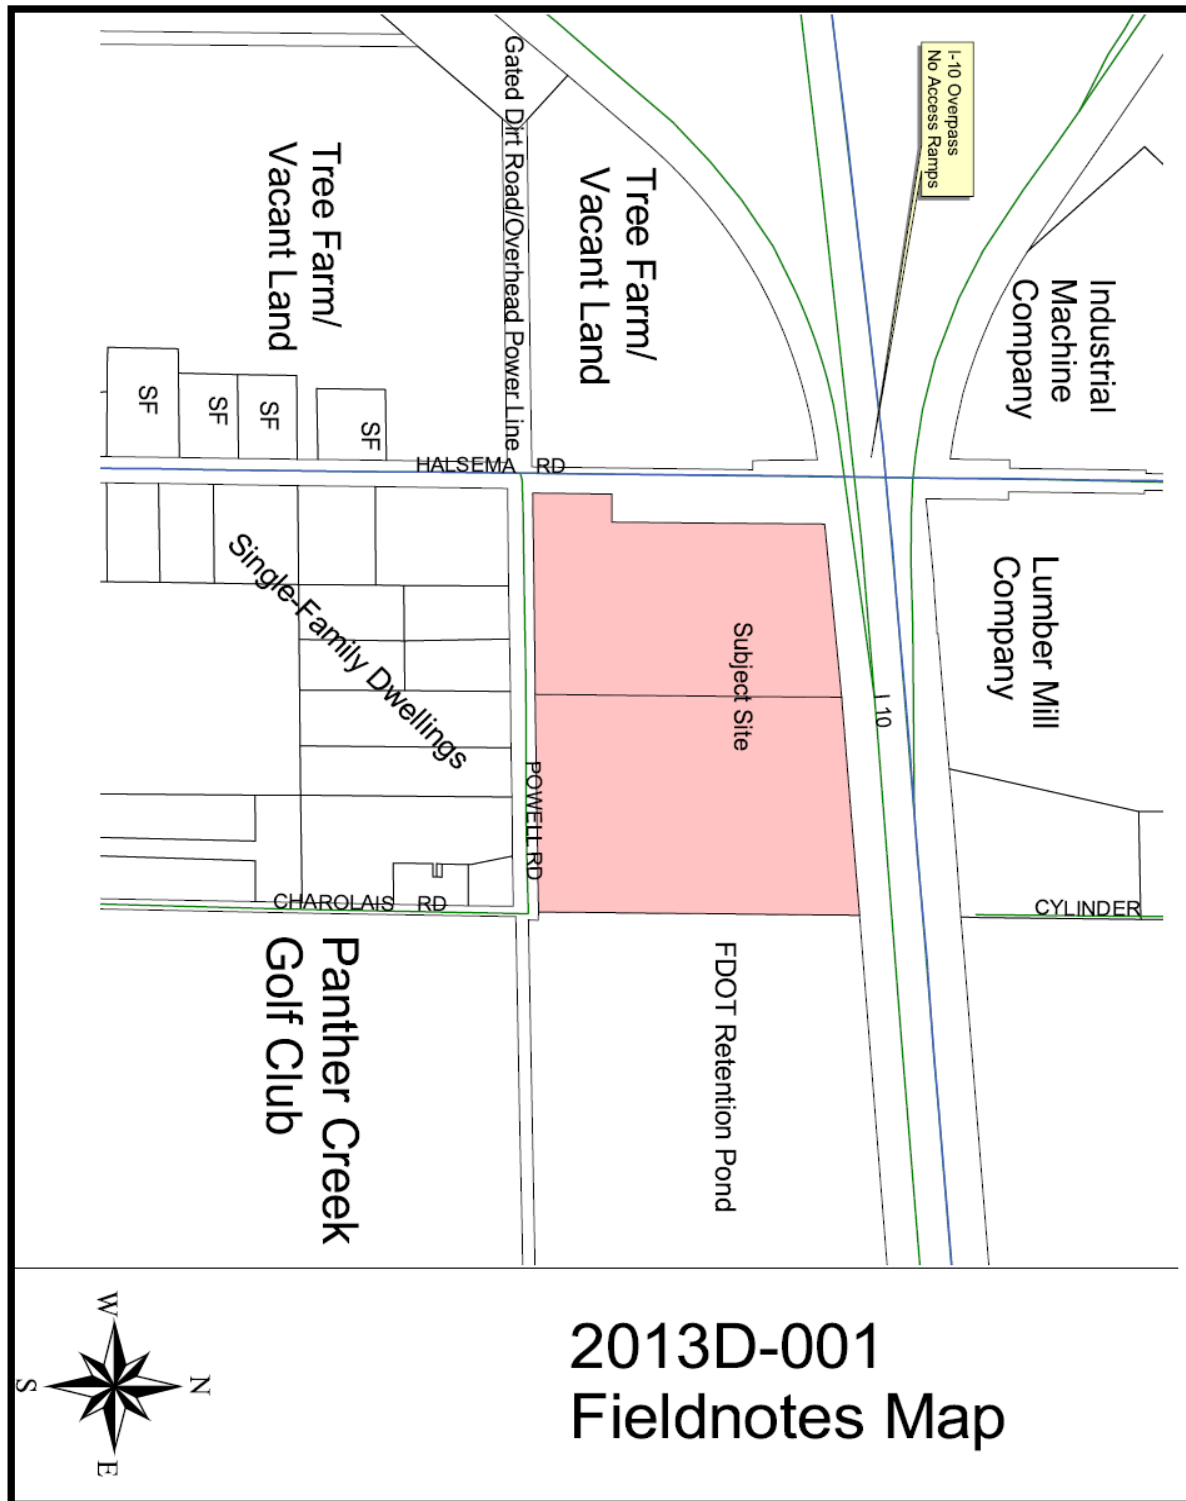 I-10 Overpass
No Access Ramps
Gated Dirt Road/Overhead Power Line
Tree Farm/
Vacant Land
Tree Farm/
Vacant Land
Industrial
Machine
Company
SF
SF
SF
SF
HALSEMA RD
Single-Family Dwellings
Subject Site
Lumber Mill
Company
I 10
POWELL RD
CHAROLAIS RD
CYLINDER
Panther Creek
Golf Club
FDOT Retention Pond
W
N
S
E
2013D-001
Fieldnotes Map